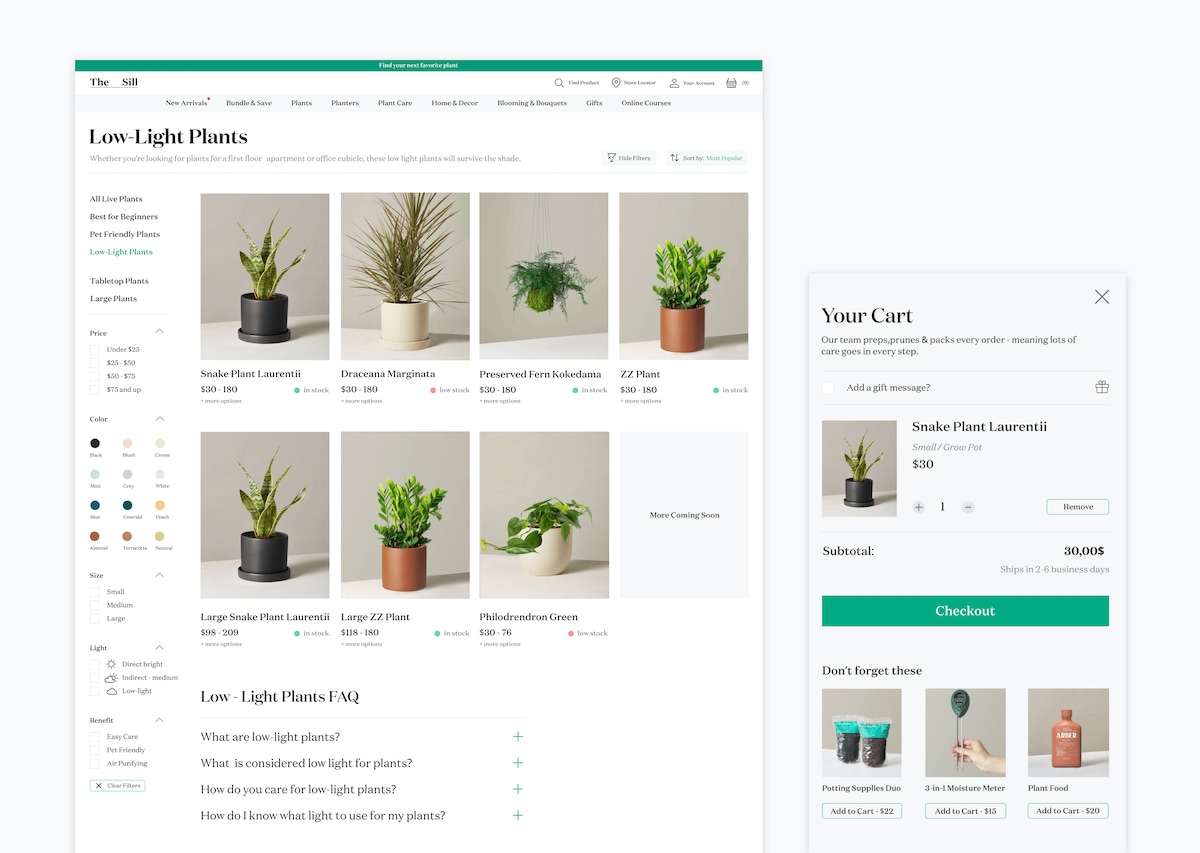 Find your next favorite plant
The Sill
Find Product
Store Locator
Your Account
(0)
New Arrivals
Bundle & Save
Plants
Planters
Plant Care
Home & Decor
Blooming & Bouquets
Gifts
Online Courses
Low-Light Plants
Whether you're looking for plants for a first floor apartment or office cubicle, these low light plants will survive the shade.
Hide Filters
Sort by: Most Popular
All Live Plants
Best for Beginners
Pet Friendly Plants
Low-Light Plants
Tabletop Plants
Large Plants
Price
Under $25
$25 - $50
$50 - $75
$75 and up
Color
Black
Blush
Creme
Mint
Grey
White
Blue
Emerald
Peach
Almond
Terracotta
Neutral
Size
Small
Medium
Large
Light
Direct bright
Indirect - medium
Low-light
Benefit
Easy Care
Pet Friendly
Air Purifying
Clear Filters
Snake Plant Laurentii
$30 - 180
in stock
+ more options
Draceana Marginata
$30 - 180
low stock
+ more options
Preserved Fern Kokedama
$30 - 180
in stock
+ more options
ZZ Plant
$30 - 180
in stock
+ more options
Large Snake Plant Laurentii
$98 - 209
in stock
+ more options
Large ZZ Plant
$118 - 180
in stock
+ more options
Philodrendron Green
$30 - 76
low stock
+ more options
More Coming Soon
Low - Light Plants FAQ
What are low-light plants?
What is considered low light for plants?
How do you care for low-light plants?
How do I know what light to use for my plants?
Your Cart
Our team preps,prunes & packs every order - meaning lots of
care goes in every step.
Add a gift message?
Snake Plant Laurentii
Small / Grow Pot
$30
1
Remove
Subtotal:
30,00$
Ships in 2-6 business days
Checkout
Don't forget these
ARBER
Potting Supplies Duo
Add to Cart - $22
3-in-1 Moisture Meter
Add to Cart - $15
Plant Food
Add to Cart - $20